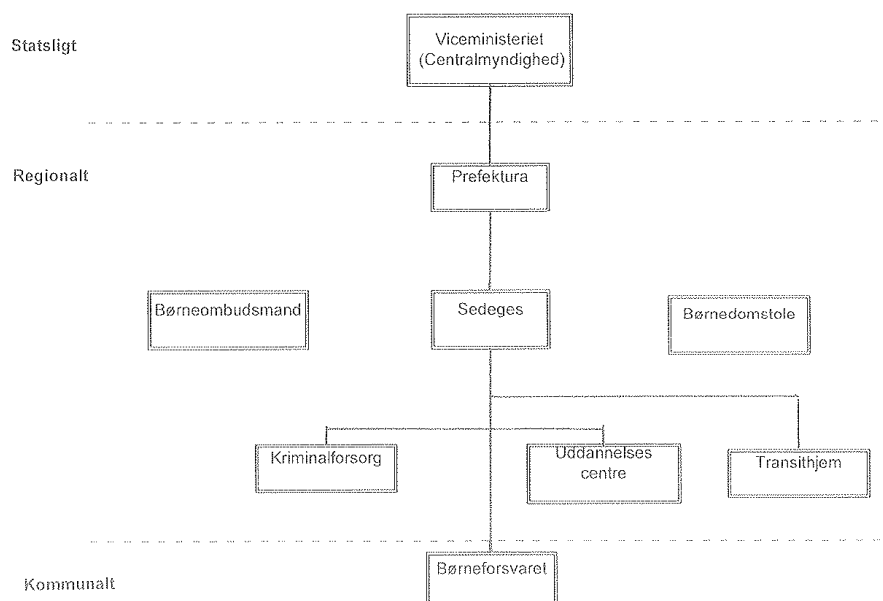 Statsligt
Viceministeriet
(Centralmyndighed)
Regionalt
Prefektura
Børneombudsmand
Sedeges
Børnedomstole
Kriminalforsorg
Uddannelses
centre
Transithjem
Kommunalt
Børneforsvaret